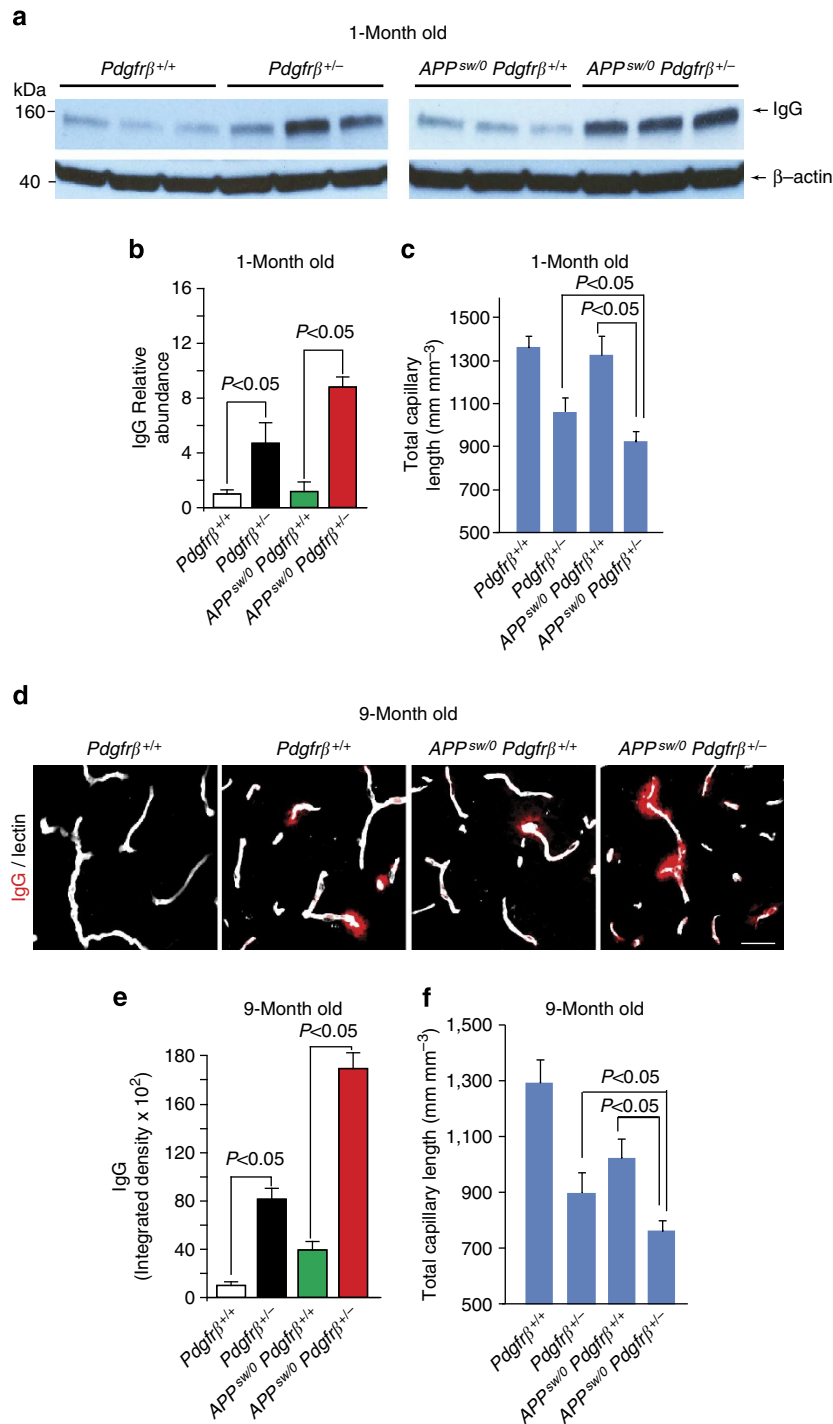 a
1-Month old
Pdgfrβ+/+ Pdgfrβ+/− APPsw/0 Pdgfrβ+/+ APPsw/0 Pdgfrβ+/−
kDa
160
← IgG
40
← β–actin
b
1-Month old
IgG Relative
abundance
16
12
8
4
0
P<0.05
P<0.05
Pdgfrβ+/+
Pdgfrβ+/−
APPsw/0 Pdgfrβ+/+
APPsw/0 Pdgfrβ+/−
c
1-Month old
Total capillary
length (mm mm−3)
1500
1300
1100
900
700
500
P<0.05
P<0.05
Pdgfrβ+/+
Pdgfrβ+/−
APPsw/0 Pdgfrβ+/+
APPsw/0 Pdgfrβ+/−
d
9-Month old
Pdgfrβ+/+ Pdgfrβ+/+ APPsw/0 Pdgfrβ+/+ APPsw/0 Pdgfrβ+/−
IgG / lectin
e
9-Month old
IgG
(Integrated density x 102)
180
160
80
40
0
P<0.05
P<0.05
Pdgfrβ+/+
Pdgfrβ+/−
APPsw/0 Pdgfrβ+/+
APPsw/0 Pdgfrβ+/−
f
9-Month old
Total capillary length (mm mm−3)
1,500
1,300
1,100
900
700
500
P<0.05
P<0.05
Pdgfrβ+/+
Pdgfrβ+/−
APPsw/0 Pdgfrβ+/+
APPsw/0 Pdgfrβ+/−